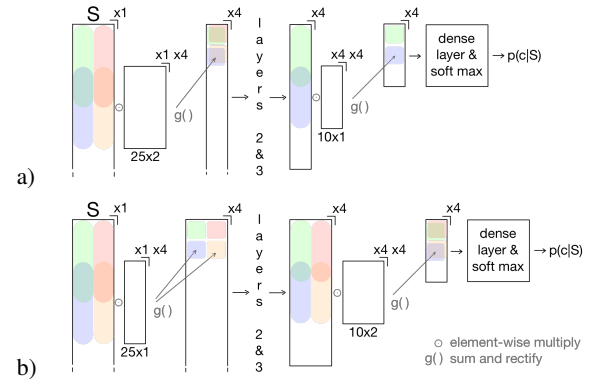 S x1 x4 x4 x4
x1 x4 x4 x4
g( ) g( )
25x2 10x1
layers 2 & 3
dense
layer &
soft max
p(c|S)
a)
S x1 x4 x4 x4
x1 x4 x4 x4
g( ) g( )
25x1 10x2
layers 2 & 3
dense
layer &
soft max
p(c|S)
⊙ element-wise multiply
g() sum and rectify
b)